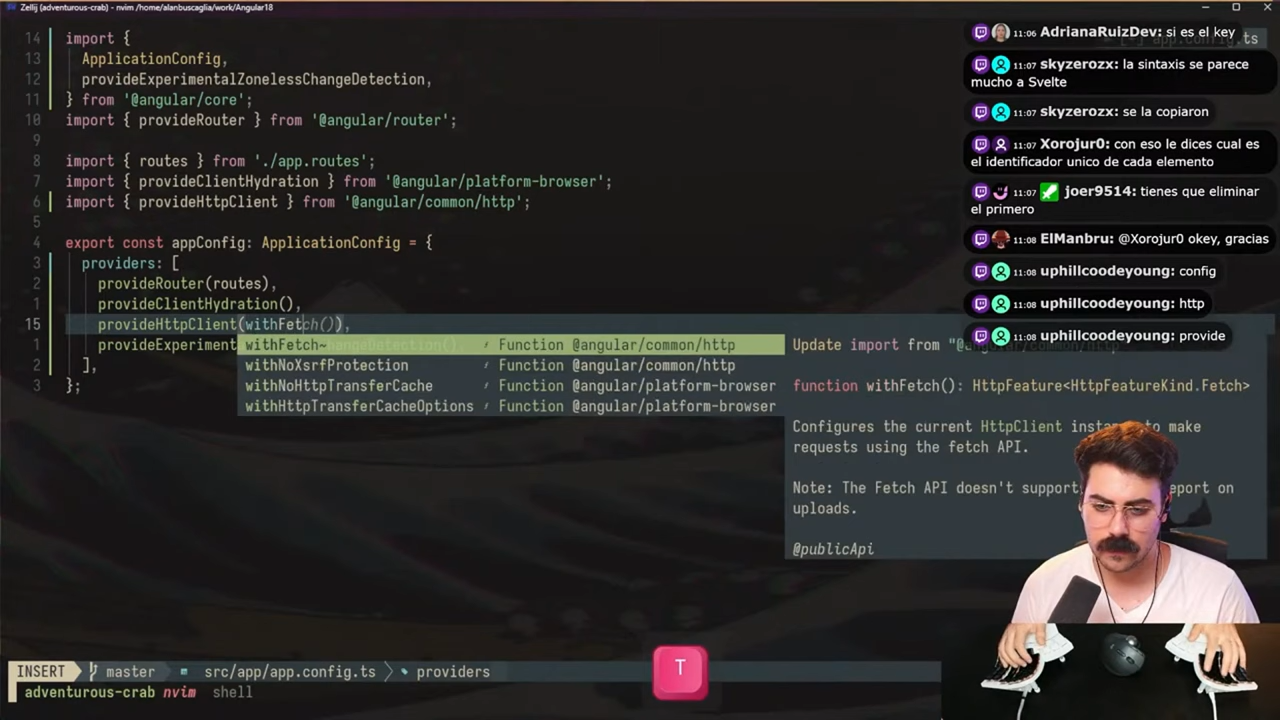 Zellij (adventurous-crab) - nvim /home/alanbuscaglia/work/Angular18
14 import {
13 ApplicationConfig,
12 provideExperimentalZonelessChangeDetection,
11 } from '@angular/core';
10 import { provideRouter } from '@angular/router';
9
8 import { routes } from './app.routes';
7 import { provideClientHydration } from '@angular/platform-browser';
6 import { provideHttpClient } from '@angular/common/http';
5
4 export const appConfig: ApplicationConfig = {
3 providers: [
2 provideRouter(routes),
1 provideClientHydration(),
15 provideHttpClient(withFetch()),
1 provideExperiment
2 ],
3 };
withFetch~ Function @angular/common/http
withNoXsrfProtection Function @angular/common/http
withNoHttpTransferCache Function @angular/platform-browser
withHttpTransferCacheOptions Function @angular/platform-browser
Update import from "@
function withFetch(): HttpFeature<HttpFeatureKind.Fetch>
Configures the current HttpClient to make
requests using the fetch API.
Note: The Fetch API doesn't support on
uploads.
@publicApi
11:06 AdrianaRuizDev: si es el key
11:07 skyzerozx: la sintaxis se parece
mucho a Svelte
11:07 skyzerozx: se la copiaron
11:07 Xorojur0: con eso le dices cual es
el identificador unico de cada elemento
11:07 joer9514: tienes que eliminar
el primero
11:08 ElManbru: @Xorojur0 okey, gracias
11:08 uphillcoodeyoung: config
11:08 uphillcoodeyoung: http
11:08 uphillcoodeyoung: provide
T
INSERT master src/app/app.config.ts providers
adventurous-crab nvim shell